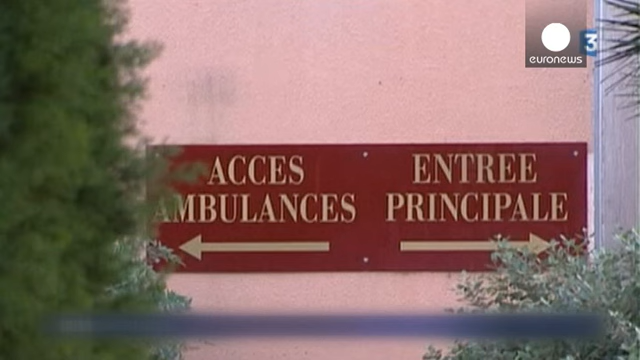 euronews
3
ACCES
AMBULANCES
ENTREE
PRINCIPALE